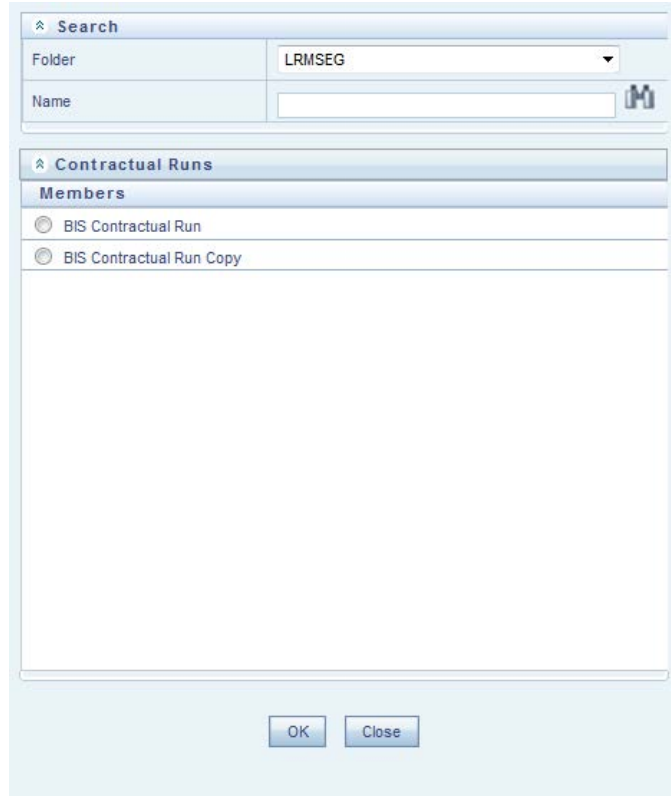 Search
Folder LRMSEG
Name
Contractual Runs
Members
BIS Contractual Run
BIS Contractual Run Copy
OK Close